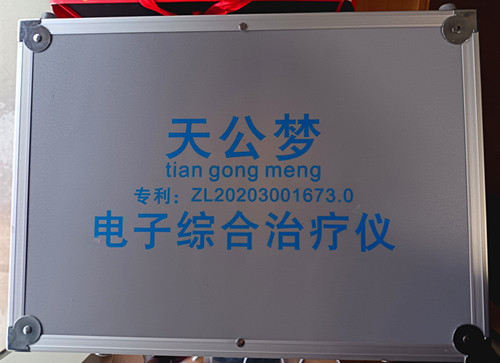 天公梦
tian gong meng
专利：ZL20203001673.0
电子综合治疗仪